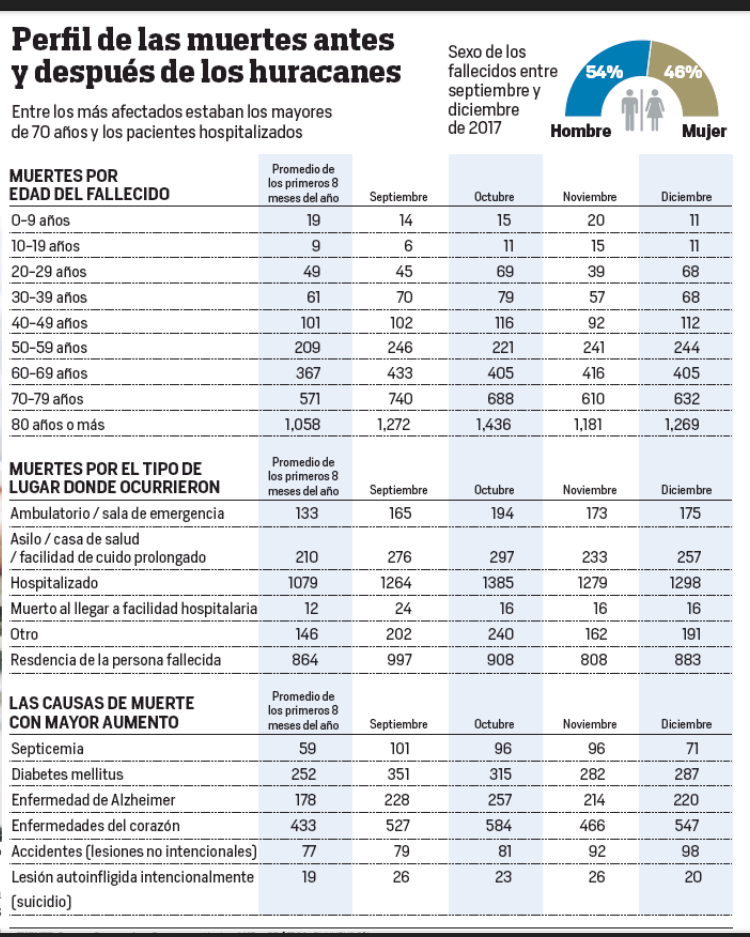 Perfil de las muertes antes
y después de los huracanes
Entre los más afectados estaban los mayores
de 70 años y los pacientes hospitalizados
Sexo de los
fallecidos entre
septiembre y
diciembre
de 2017
54% 46%
Hombre Mujer
MUERTES POR
EDAD DEL FALLECIDO
Promedio de
los primeros 8
meses del año Septiembre Octubre Noviembre Diciembre
0-9 años 19 14 15 20 11
10-19 años 9 6 11 15 11
20-29 años 49 45 69 39 68
30-39 años 61 70 79 57 68
40-49 años 101 102 116 92 112
50-59 años 209 246 221 241 244
60-69 años 367 433 405 416 405
70-79 años 571 740 688 610 632
80 años o más 1,058 1,272 1,436 1,181 1,269
MUERTES POR EL TIPO DE
LUGAR DONDE OCURRIERON
Promedio de
los primeros 8
meses del año Septiembre Octubre Noviembre Diciembre
Ambulatorio / sala de emergencia 133 165 194 173 175
Asilo / casa de salud
/ facilidad de cuido prolongado 210 276 297 233 257
Hospitalizado 1079 1264 1385 1279 1298
Muerto al llegar a facilidad hospitalaria 12 24 16 16 16
Otro 146 202 240 162 191
Resdencia de la persona fallecida 864 997 908 808 883
LAS CAUSAS DE MUERTE
CON MAYOR AUMENTO
Promedio de
los primeros 8
meses del año Septiembre Octubre Noviembre Diciembre
Septicemia 59 101 96 96 71
Diabetes mellitus 252 351 315 282 287
Enfermedad de Alzheimer 178 228 257 214 220
Enfermedades del corazón 433 527 584 466 547
Accidentes (lesiones no intencionales) 77 79 81 92 98
Lesión autoinfligida intencionalmente 19 26 23 26 20
(suicidio)